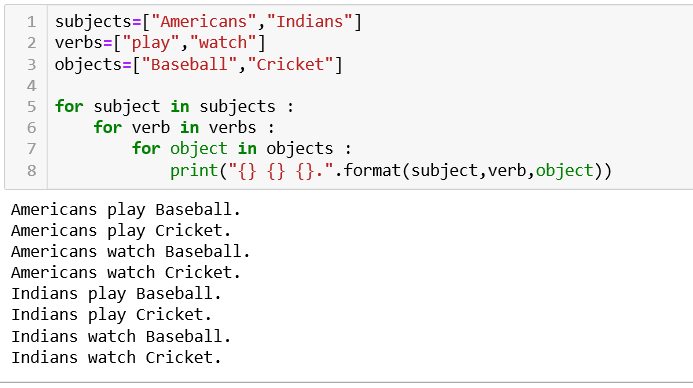 1 subjects=["Americans","Indians"]
2 verbs=["play","watch"]
3 objects=["Baseball","Cricket"]
4
5 for subject in subjects :
6     for verb in verbs :
7         for object in objects :
8             print("{} {} {}.".format(subject,verb,object))
Americans play Baseball.
Americans play Cricket.
Americans watch Baseball.
Americans watch Cricket.
Indians play Baseball.
Indians play Cricket.
Indians watch Baseball.
Indians watch Cricket.